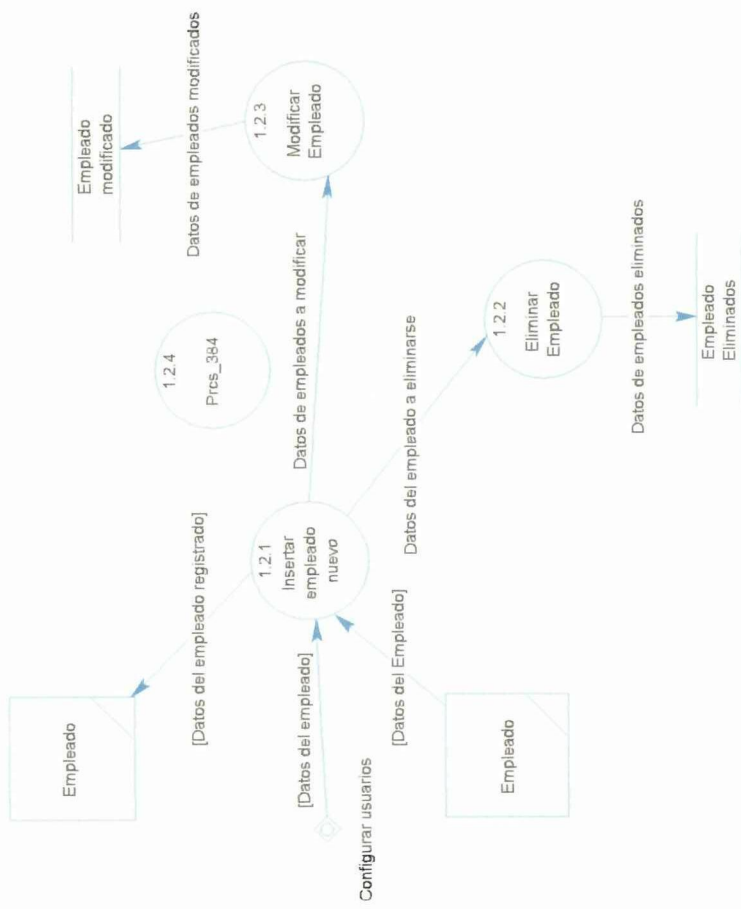 Empleado
[Datos del empleado registrado]
1.2.4
Prcs_384
Empleado
modificado
Datos de empleados modificados
1.2.3
Modificar
Empleado
Datos de empleados a modificar
[Datos del empleado]
1.2.1
Insertar
empleado
nuevo
Configurar usuarios
[Datos del Empleado]
Datos del empleado a eliminarse
1.2.2
Eliminar
Empleado
Empleado
Datos de empleados eliminados
Empleado
Eliminados